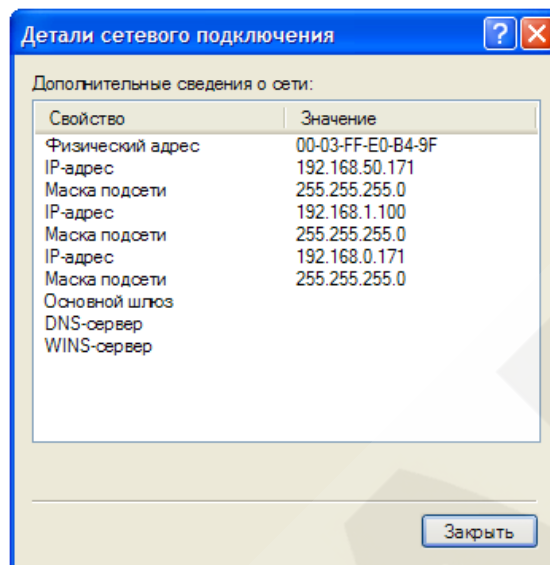 Детали сетевого подключения
Дополнительные сведения о сети:
Свойство Значение
Физический адрес 00-03-FF-E0-B4-9F
IP-адрес 192.168.50.171
Маска подсети 255.255.255.0
IP-адрес 192.168.1.100
Маска подсети 255.255.255.0
IP-адрес 192.168.0.171
Маска подсети 255.255.255.0
Основной шлюз
DNS-сервер
WINS-сервер
Закрыть